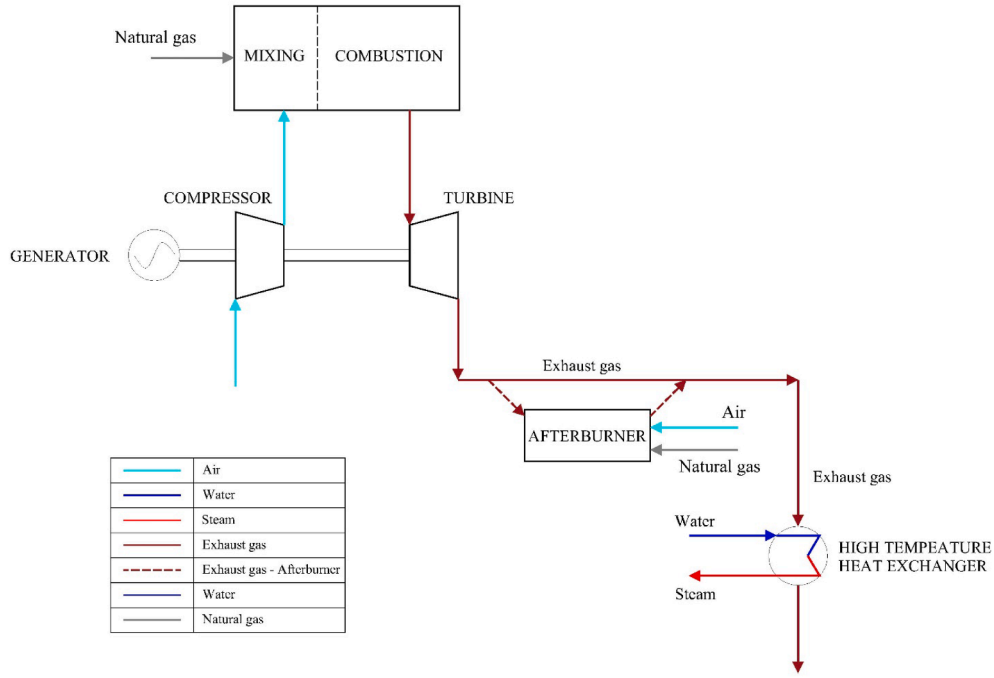 Natural gas
MIXING
COMBUSTION
COMPRESSOR
TURBINE
GENERATOR
Exhaust gas
Air
AFTERBURNER
Natural gas
Exhaust gas
Water
HIGH TEMPEATURE
HEAT EXCHANGER
Steam
Air
Water
Steam
Exhaust gas
Exhaust gas - Afterburner
Water
Natural gas